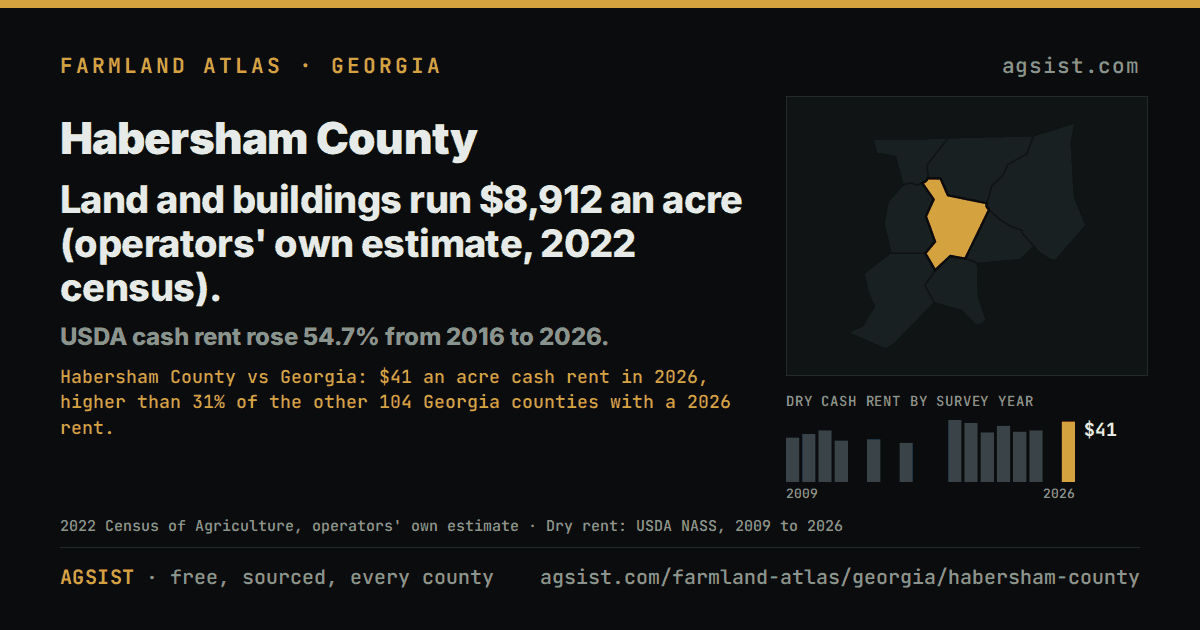 FARMLAND ATLAS · GEORGIA
agsist.com
Habersham County
Land and buildings run $8,912 an acre
(operators' own estimate, 2022
census).
USDA cash rent rose 54.7% from 2016 to 2026.
Habersham County vs Georgia: $41 an acre cash rent in 2026,
higher than 31% of the other 104 Georgia counties with a 2026
rent.
DRY CASH RENT BY SURVEY YEAR
$41
2009
2026
2022 Census of Agriculture, operators' own estimate · Dry rent: USDA NASS, 2009 to 2026
AGSIST · free, sourced, every county
agsist.com/farmland-atlas/georgia/habersham-county